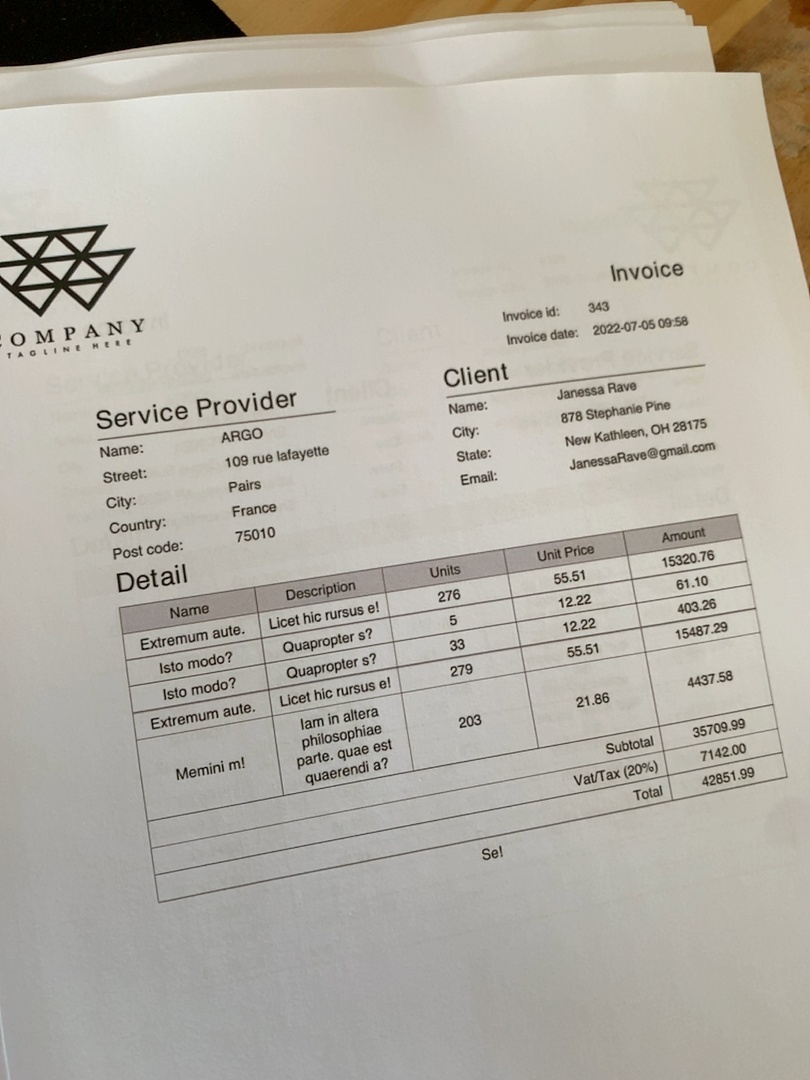 COMPANY
TAGLINE HERE
Invoice
Invoice id: 343
Invoice date: 2022-07-05 09:58
Service Provider
Name: ARGO
Street: 109 rue lafayette
City: Pairs
Country: France
Post code: 75010
Client
Name: Janessa Rave
City: 878 Stephanie Pine
State: New Kathleen, OH 28175
Email: JanessaRave@gmail.com
Detail
Name Description Units Unit Price Amount
Extremum aute. Licet hic rursus e! 276 55.51 15320.76
Isto modo? Quapropter s? 5 12.22 61.10
Isto modo? Quapropter s? 33 12.22 403.26
Extremum aute. Licet hic rursus e! 279 55.51 15487.29
Memini m! Iam in altera
philosophiae
parte. quae est
quaerendi a? 203 21.86 4437.58
Subtotal 35709.99
Vat/Tax (20%) 7142.00
Total 42851.99
Se!